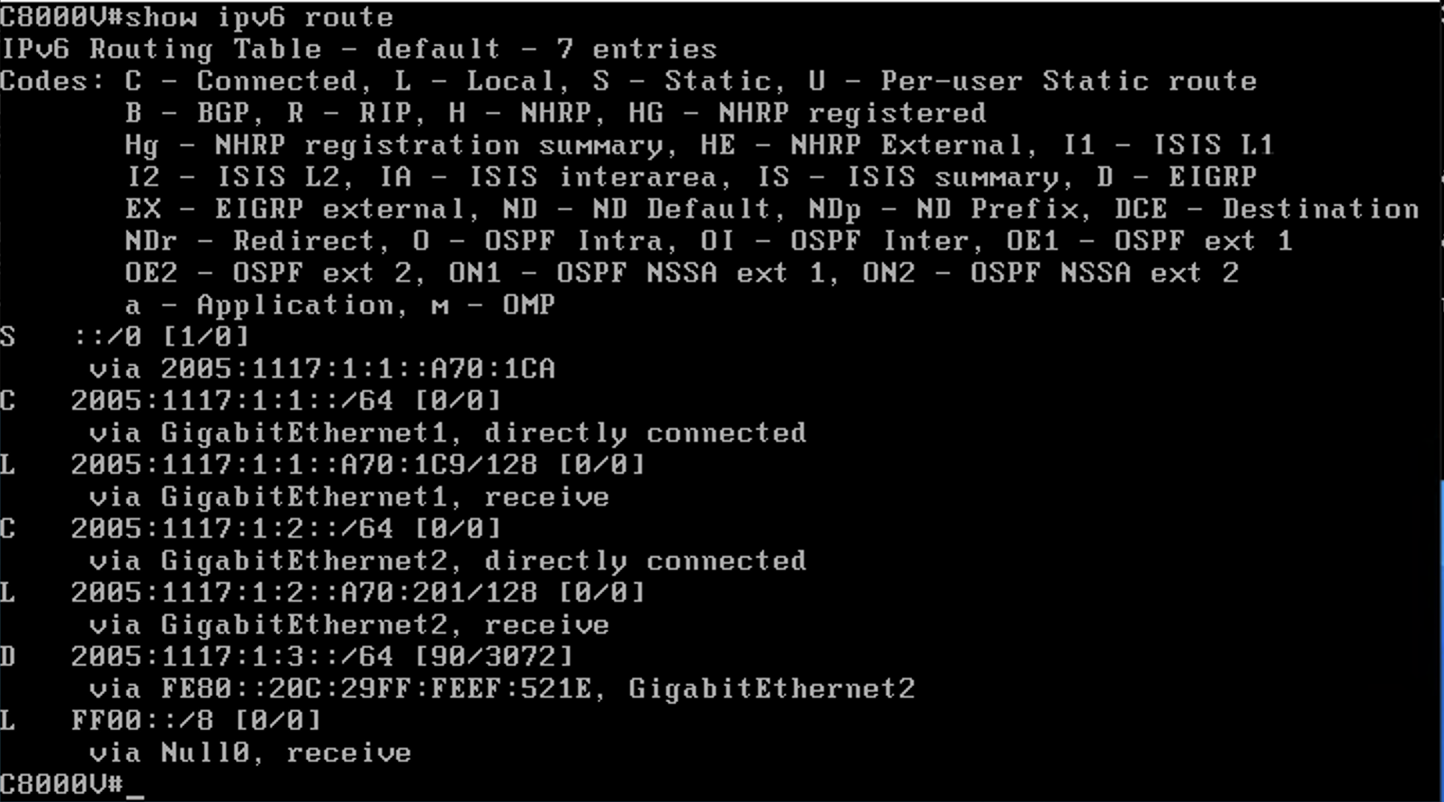 C8000V#show ipv6 route
IPv6 Routing Table - default - 7 entries
Codes: C - Connected, L - Local, S - Static, U - Per-user Static route
B - BGP, R - RIP, H - NHRP, HG - NHRP registered
Hg - NHRP registration summary, HE - NHRP External, I1 - ISIS L1
I2 - ISIS L2, IA - ISIS interarea, IS - ISIS summary, D - EIGRP
EX - EIGRP external, ND - ND Default, NDp - ND Prefix, DCE - Destination
NDr - Redirect, O - OSPF Intra, OI - OSPF Inter, OE1 - OSPF ext 1
OE2 - OSPF ext 2, ON1 - OSPF NSSA ext 1, ON2 - OSPF NSSA ext 2
a - Application, m - OMP
S ::/0 [1/0]
via 2005:1117:1:1::A70:1CA
C 2005:1117:1:1::/64 [0/0]
via GigabitEthernet1, directly connected
L 2005:1117:1:1::A70:1C9/128 [0/0]
via GigabitEthernet1, receive
C 2005:1117:1:2::/64 [0/0]
via GigabitEthernet2, directly connected
L 2005:1117:1:2::A70:201/128 [0/0]
via GigabitEthernet2, receive
D 2005:1117:1:3::/64 [90/3072]
via FE80::20C:29FF:FEEF:521E, GigabitEthernet2
L FF00::/8 [0/0]
via Null0, receive
C8000V#_